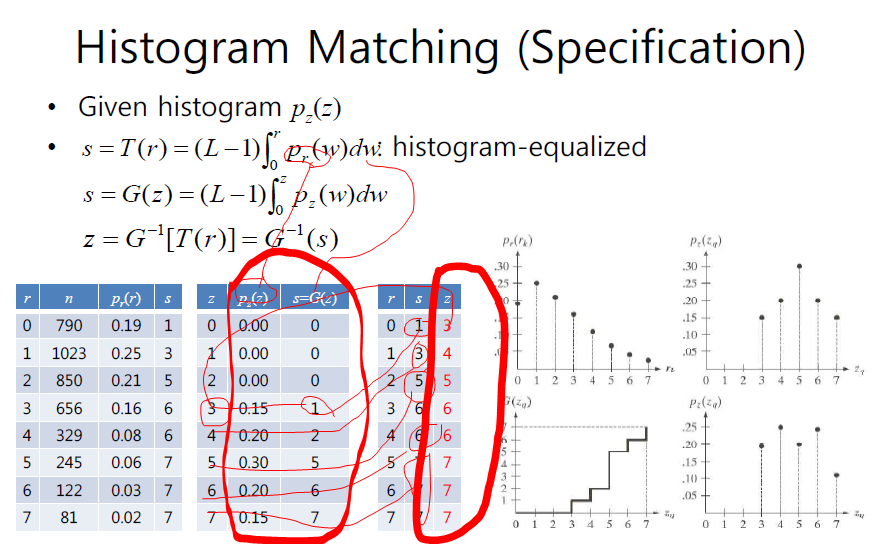 Histogram Matching (Specification)
• Given histogram p_z(z)
• s = T(r) = (L−1)∫₀ʳ p_r(w)dw: histogram-equalized
s = G(z) = (L−1)∫₀ᶻ p_z(w)dw
z = G⁻¹[T(r)] = G⁻¹(s)
r n p_r(r) s
0 790 0.19 1
1 1023 0.25 3
2 850 0.21 5
3 656 0.16 6
4 329 0.08 6
5 245 0.06 7
6 122 0.03 7
7 81 0.02 7
z p_z(z) s=G(z)
0 0.00 0
1 0.00 0
2 0.00 0
3 0.15 1
4 0.20 2
5 0.30 5
6 0.20 6
7 0.15 7
r s z
0 1 3
1 3 4
2 5 5
3 6 6
4 6 6
5 7 7
6 7 7
7 7 7
p_r(r_k)
.30
.25
.20
.15
.10
.05
0 1 2 3 4 5 6 7 r_k
p_z(z_q)
.30
.25
.20
.15
.10
.05
0 1 2 3 4 5 6 7 z_q
G(z_q)
7
6
5
4
3
2
1
0 1 2 3 4 5 6 7 z_q
p_z(z_q)
.25
.20
.15
.10
.05
0 1 2 3 4 5 6 7 z_q